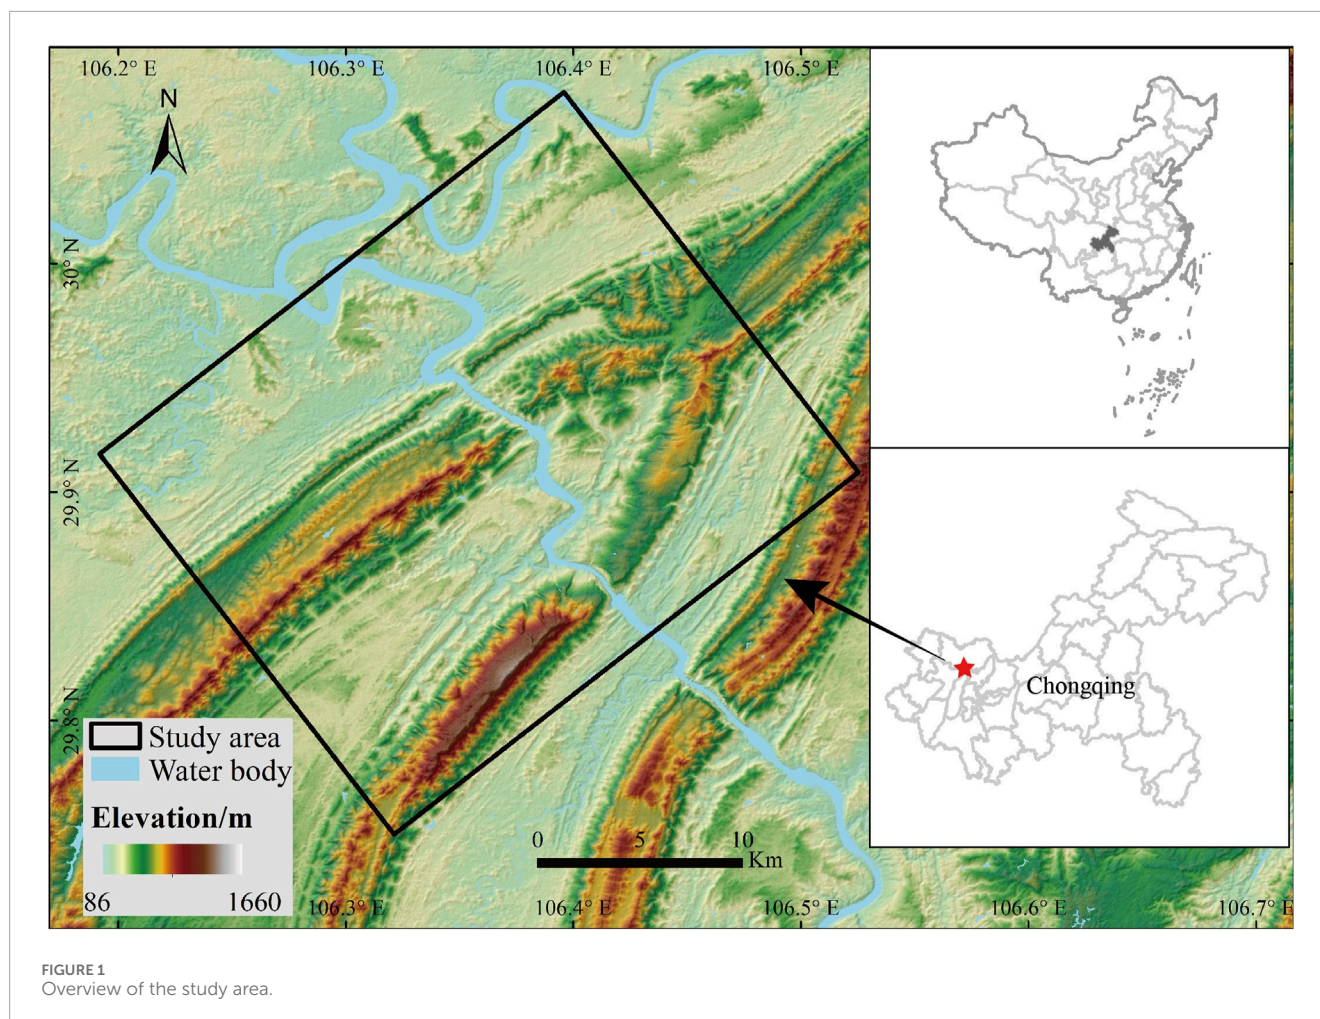 106.2° E 106.3° E 106.4° E 106.5° E
N
30° N
29.9° N
29.8° N
Chongqing
Study area
Water body
Elevation/m
86 1660
0 5 10
Km
106.3° E 106.4° E 106.5° E 106.6° E 106.7° E
FIGURE 1
Overview of the study area.